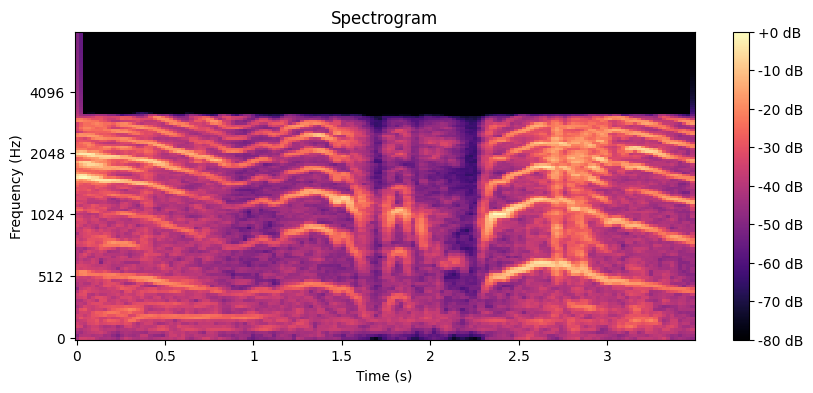 Spectrogram
Frequency (Hz)
4096
2048
1024
512
0
0
0.5
1
1.5
2
2.5
3
Time (s)
+0 dB
-10 dB
-20 dB
-30 dB
-40 dB
-50 dB
-60 dB
-70 dB
-80 dB